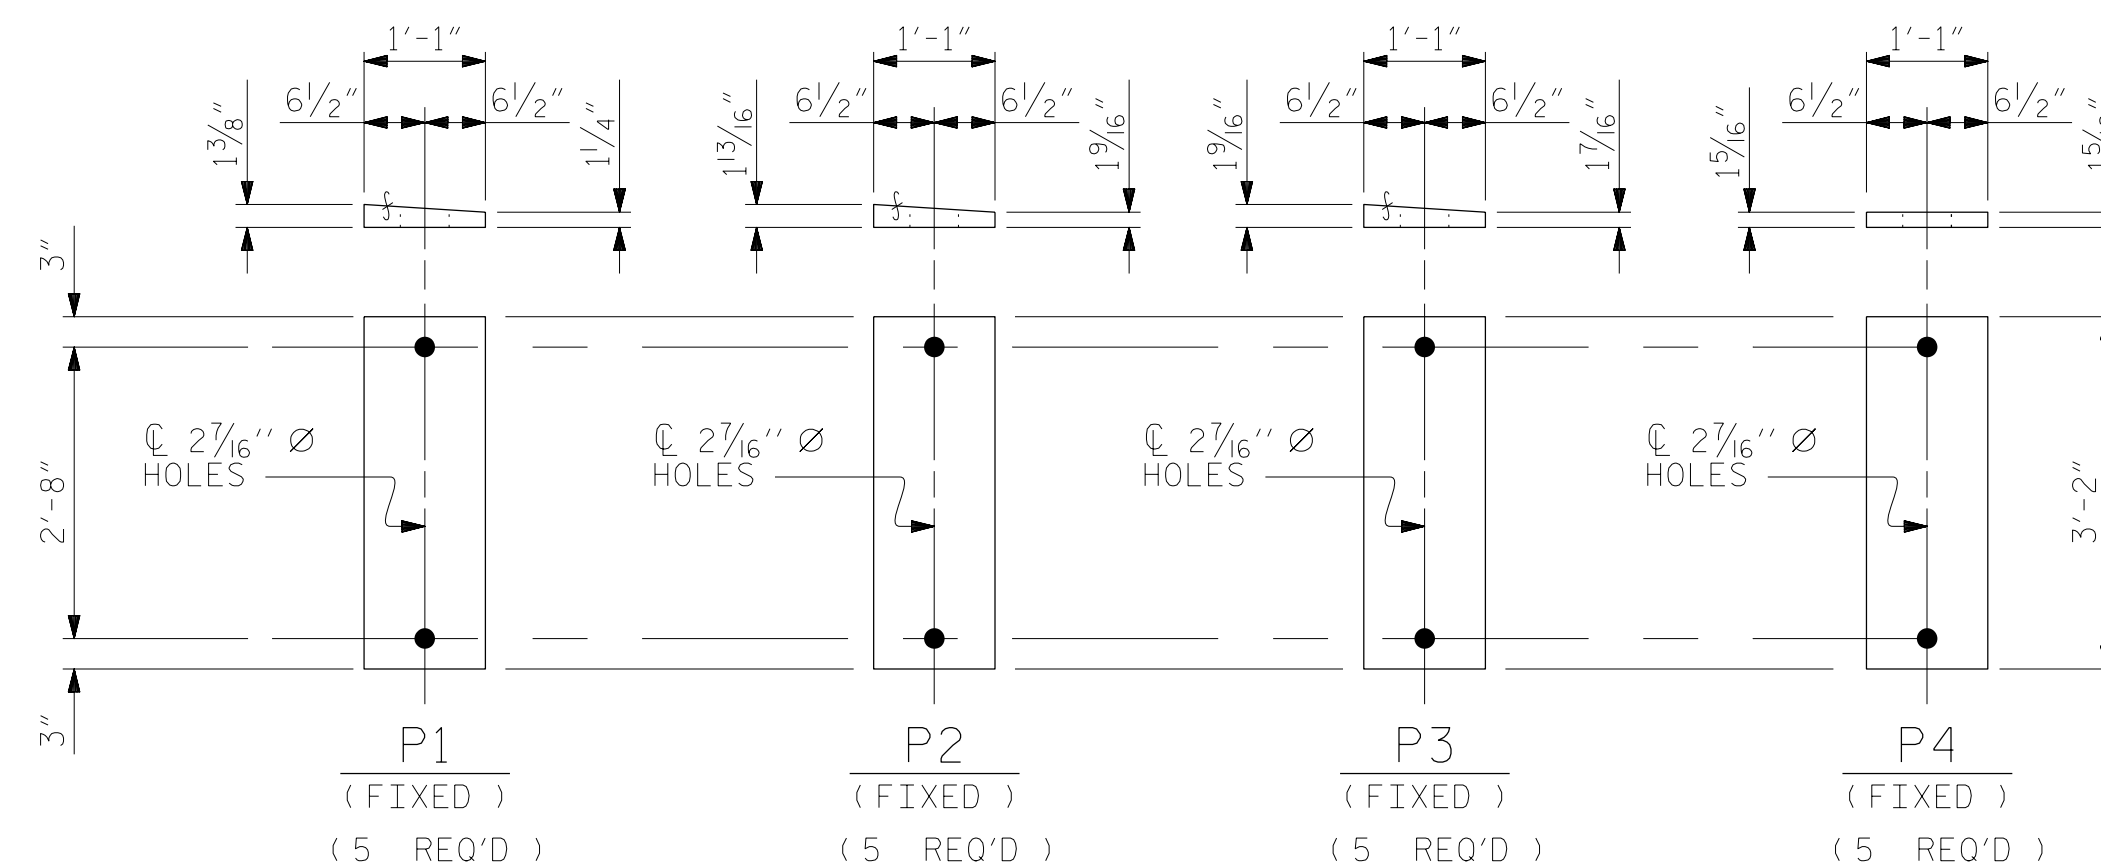 1'-1" 1'-1" 1'-1" 1'-1"
6 1/2" 6 1/2" 6 1/2" 6 1/2" 6 1/2" 6 1/2" 6 1/2" 6 1/2"
1 3/8" 1 1/4" 1 13/16" 1 9/16" 1 9/16" 1 7/16" 1 5/16"
f f f
3"
2'-8"
3"
3'-2"
℄ 2 7/16" Ø
HOLES
℄ 2 7/16" Ø
HOLES
℄ 2 7/16" Ø
HOLES
℄ 2 7/16" Ø
HOLES
P1
(FIXED )
(5 REQ'D )
P2
(FIXED )
(5 REQ'D )
P3
(FIXED )
(5 REQ'D )
P4
(FIXED )
(5 REQ'D )